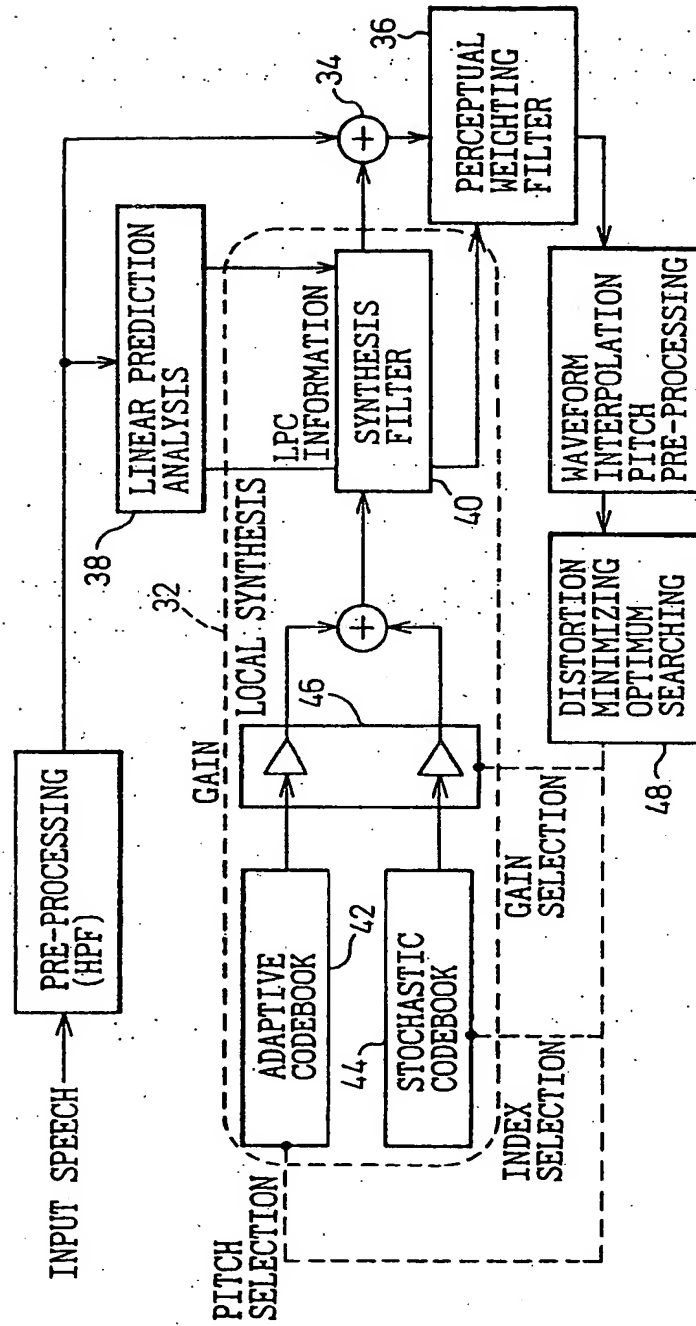 INPUT SPEECH
PRE-PROCESSING
(HPF)
38
LINEAR PREDICTION
ANALYSIS
32
LOCAL SYNTHESIS
LPC
INFORMATION
34
36
PERCEPTUAL
WEIGHTING
FILTER
GAIN
46
SYNTHESIS
FILTER
40
PITCH
SELECTION
ADAPTIVE
CODEBOOK
42
44
STOCHASTIC
CODEBOOK
INDEX
SELECTION
GAIN
SELECTION
WAVEFORM
INTERPOLATION
PITCH
PRE-PROCESSING
DISTORTION
MINIMIZING
OPTIMUM
SEARCHING
48